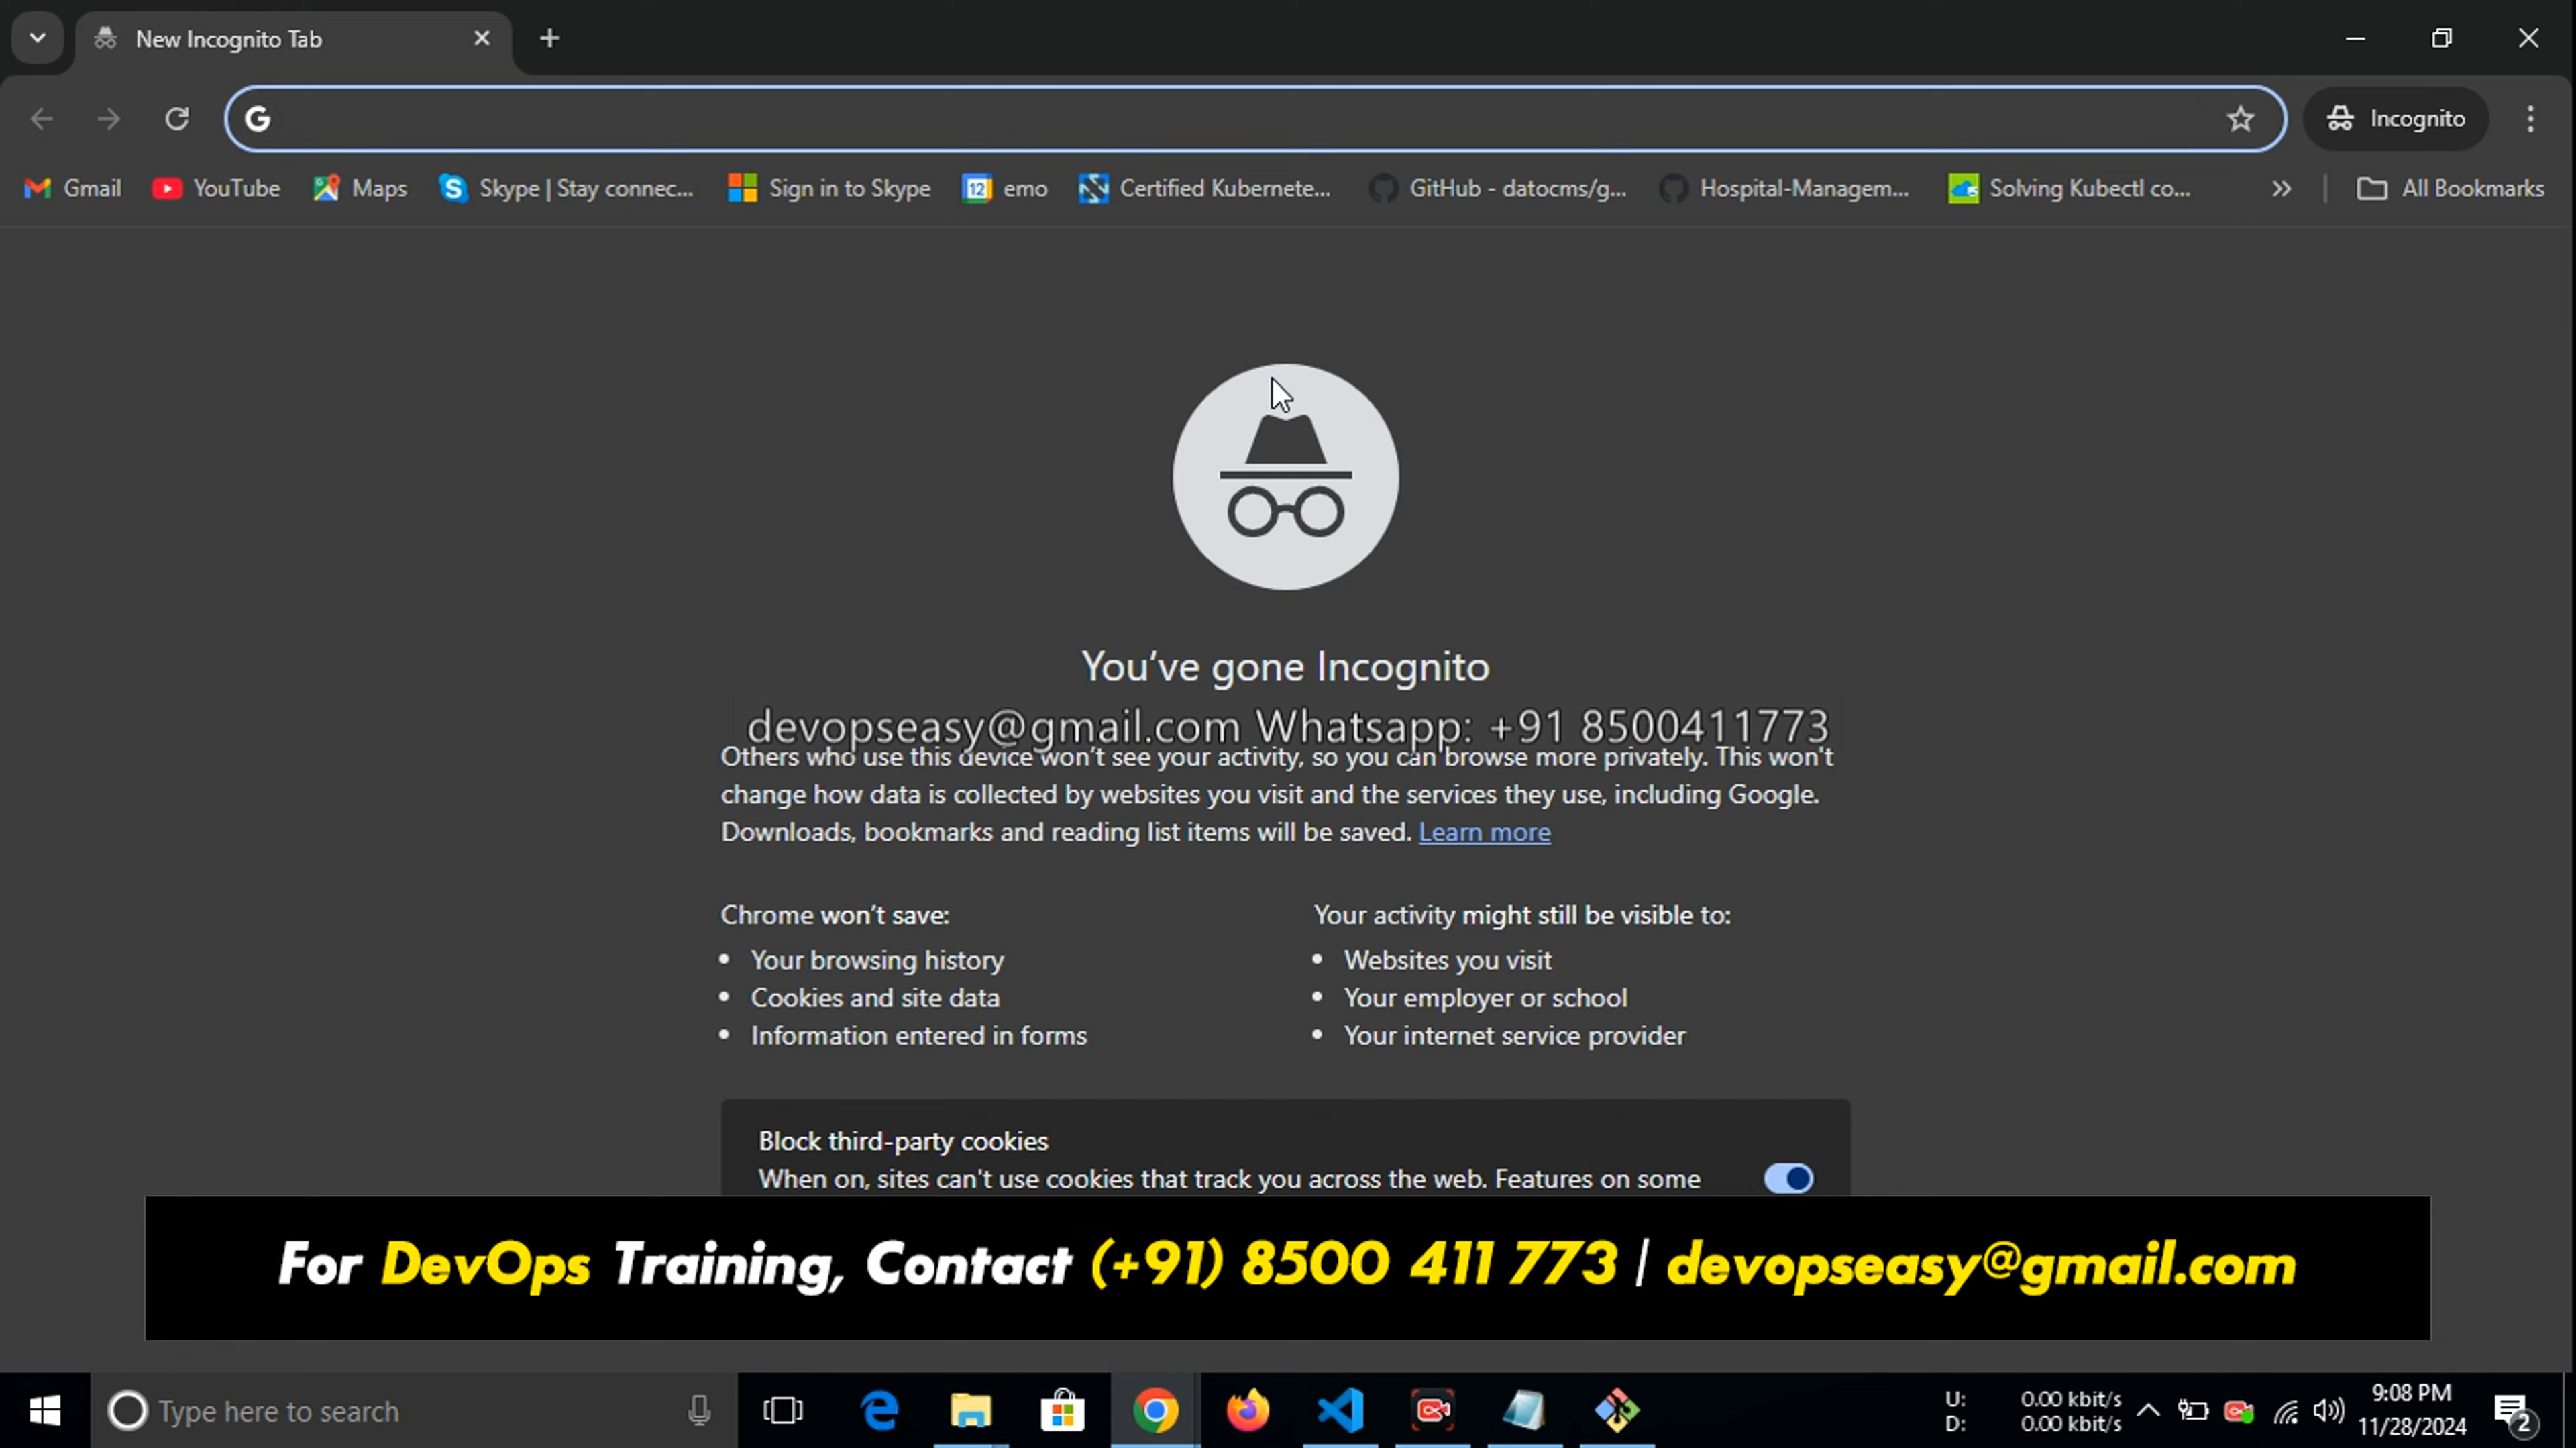 New Incognito Tab
Incognito
Gmail YouTube Maps Skype | Stay connec... Sign in to Skype 12 emo Certified Kubernete... GitHub - datocms/g... Hospital-Managem... Solving Kubectl co... All Bookmarks
You've gone Incognito
devopseasy@gmail.com Whatsapp: +91 8500411773
Others who use this device won't see your activity, so you can browse more privately. This won't
change how data is collected by websites you visit and the services they use, including Google.
Downloads, bookmarks and reading list items will be saved. Learn more
Chrome won't save:
Your browsing history
Cookies and site data
Information entered in forms
Your activity might still be visible to:
Websites you visit
Your employer or school
Your internet service provider
Block third-party cookies
When on, sites can't use cookies that track you across the web. Features on some
For DevOps Training, Contact (+91) 8500 411 773 | devopseasy@gmail.com
Type here to search
U: 0.00 kbit/s
D: 0.00 kbit/s
9:08 PM
11/28/2024
2